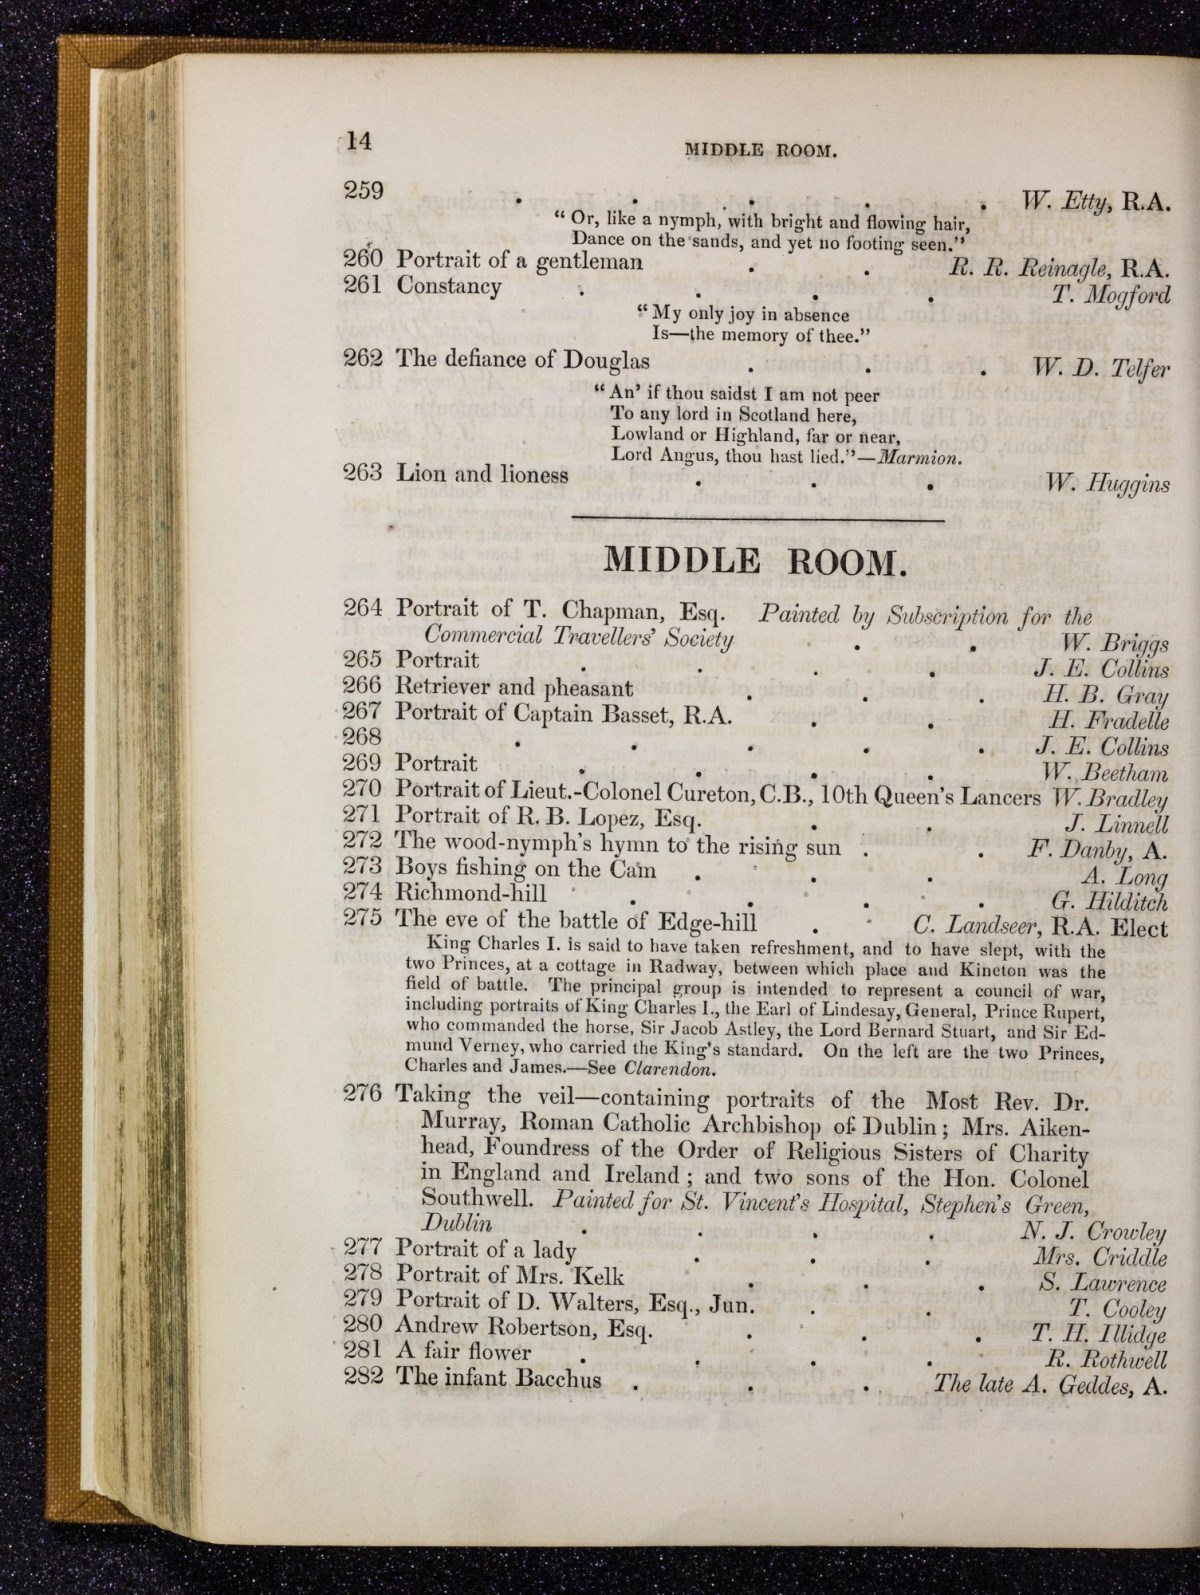 14 MIDDLE ROOM.
259 . . . . . W. Etty, R.A.
“ Or, like a nymph, with bright and flowing hair,
Dance on the sands, and yet no footing seen.”
260 Portrait of a gentleman . . R. R. Reinagle, R.A.
261 Constancy . . . . T. Mogford
“ My only joy in absence
Is—the memory of thee.”
262 The defiance of Douglas . . . W. D. Telfer
“ An’ if thou saidst I am not peer
To any lord in Scotland here,
Lowland or Highland, far or near,
Lord Angus, thou hast lied.”—Marmion.
263 Lion and lioness . . . W. Huggins
MIDDLE ROOM.
264 Portrait of T. Chapman, Esq. Painted by Subscription for the
Commercial Travellers’ Society . . W. Briggs
265 Portrait . . . . J. E. Collins
266 Retriever and pheasant . . . H. B. Gray
267 Portrait of Captain Basset, R.A. . . H. Fradelle
268 . . . . . J. E. Collins
269 Portrait . . . . W. Beetham
270 Portrait of Lieut.-Colonel Cureton, C.B., 10th Queen’s Lancers W. Bradley
271 Portrait of R. B. Lopez, Esq. . . J. Linnell
272 The wood-nymph’s hymn to the rising sun . . F. Danby, A.
273 Boys fishing on the Cam . . . A. Long
274 Richmond-hill . . . . G. Hilditch
275 The eve of the battle of Edge-hill . C. Landseer, R.A. Elect
King Charles I. is said to have taken refreshment, and to have slept, with the
two Princes, at a cottage in Radway, between which place and Kineton was the
field of battle. The principal group is intended to represent a council of war,
including portraits of King Charles I., the Earl of Lindesay, General, Prince Rupert,
who commanded the horse, Sir Jacob Astley, the Lord Bernard Stuart, and Sir Ed-
mund Verney, who carried the King’s standard. On the left are the two Princes,
Charles and James.—See Clarendon.
276 Taking the veil—containing portraits of the Most Rev. Dr.
Murray, Roman Catholic Archbishop of Dublin ; Mrs. Aiken-
head, Foundress of the Order of Religious Sisters of Charity
in England and Ireland ; and two sons of the Hon. Colonel
Southwell. Painted for St. Vincent’s Hospital, Stephen’s Green,
Dublin . . . . N. J. Crowley
277 Portrait of a lady . . . Mrs. Criddle
278 Portrait of Mrs. Kelk . . . S. Lawrence
279 Portrait of D. Walters, Esq., Jun. . . T. Cooley
280 Andrew Robertson, Esq. . . . T. H. Illidge
281 A fair flower . . . . R. Rothwell
282 The infant Bacchus . . . The late A. Geddes, A.